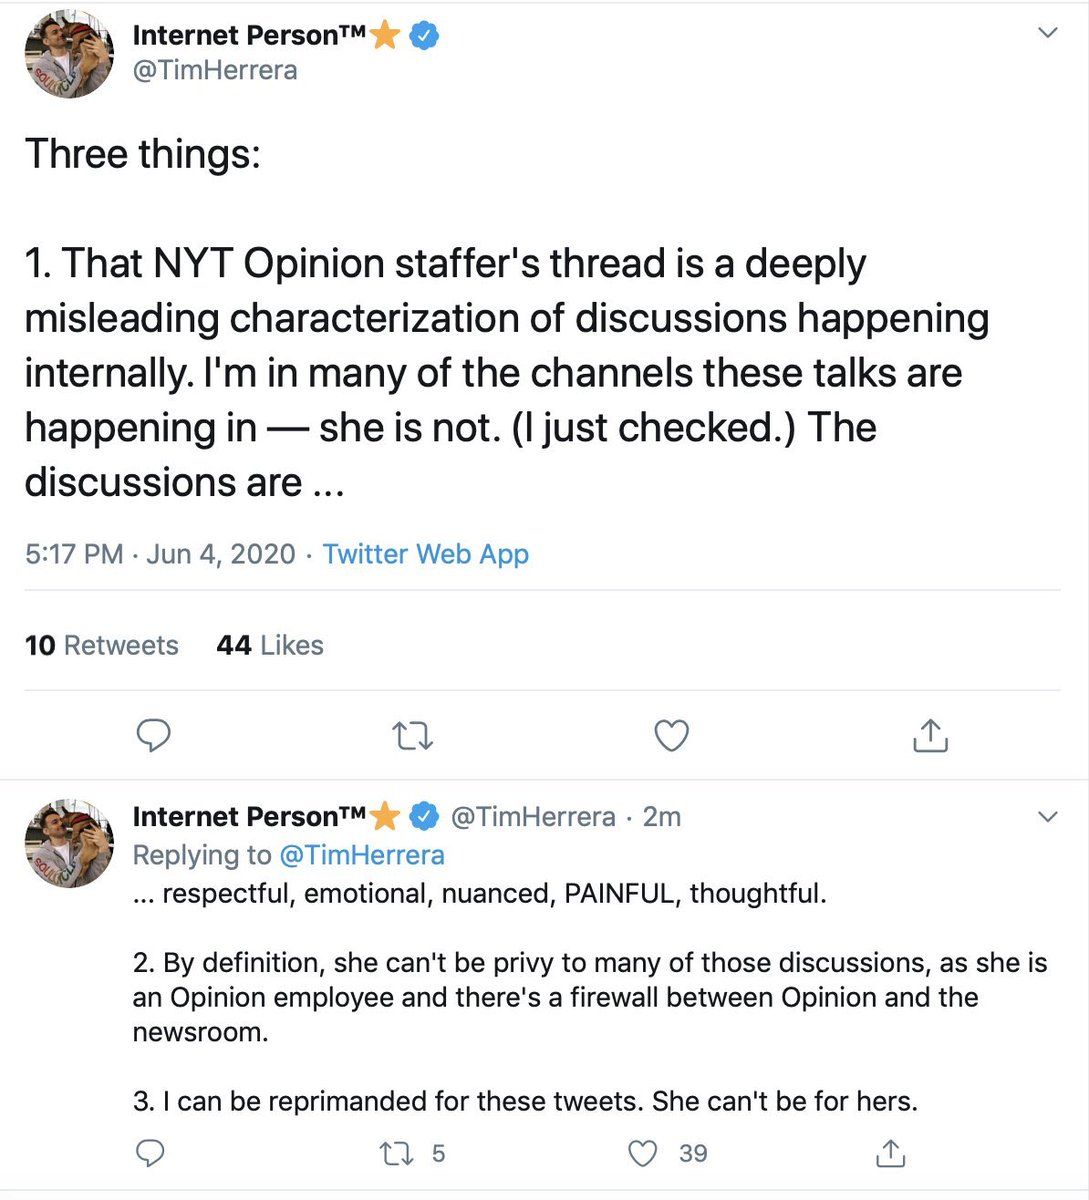 Internet Person™⭐
@TimHerrera
Three things:
1. That NYT Opinion staffer's thread is a deeply
misleading characterization of discussions happening
internally. I'm in many of the channels these talks are
happening in — she is not. (I just checked.) The
discussions are ...
5:17 PM · Jun 4, 2020 · Twitter Web App
10 Retweets 44 Likes
Internet Person™⭐ @TimHerrera · 2m
Replying to @TimHerrera
... respectful, emotional, nuanced, PAINFUL, thoughtful.
2. By definition, she can't be privy to many of those discussions, as she is
an Opinion employee and there's a firewall between Opinion and the
newsroom.
3. I can be reprimanded for these tweets. She can't be for hers.
5 39